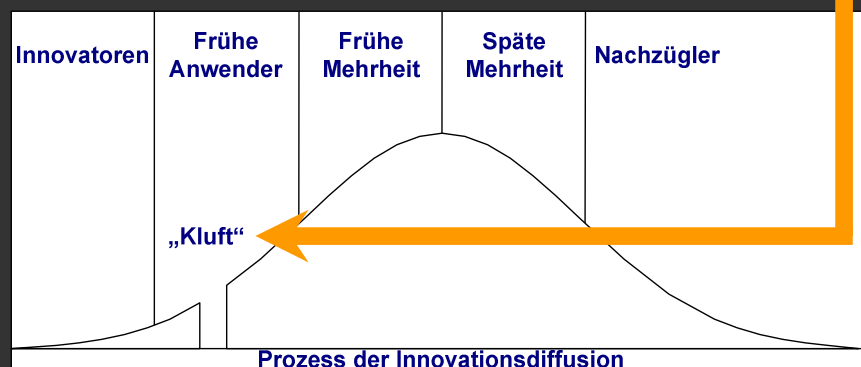 Innovatoren
Frühe
Anwender
Frühe
Mehrheit
Späte
Mehrheit
Nachzügler
„Kluft“
Prozess der Innovationsdiffusion